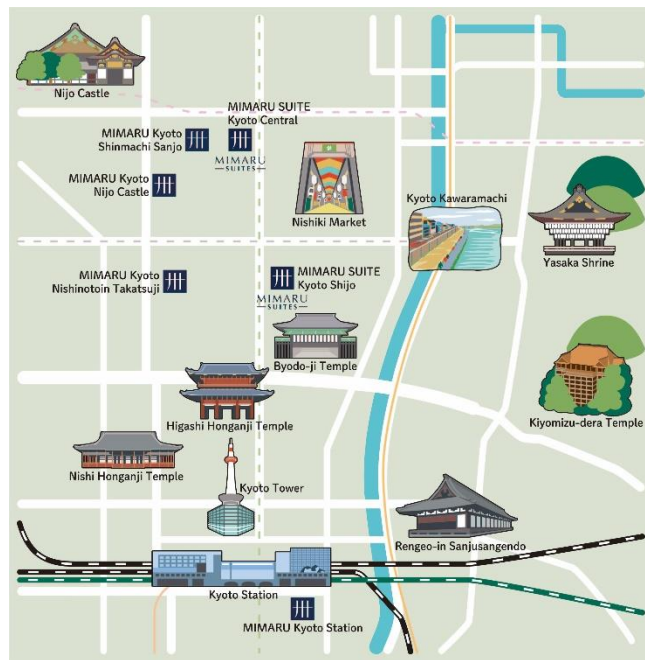 Nijo Castle
MIMARU SUITE
Kyoto Central
MIMARU Kyoto
Shinmachi Sanjo
MIMARU
SUITES
MIMARU Kyoto
Nijo Castle
Nishiki Market
Kyoto Kawaramachi
Yasaka Shrine
MIMARU Kyoto
Nishinotoin Takatsuji
MIMARU SUITE
Kyoto Shijo
MIMARU
SUITES
Byodo-ji Temple
Kiyomizu-dera Temple
Higashi Honganji Temple
Nishi Honganji Temple
Kyoto Tower
Rengeo-in Sanjusangendo
Kyoto Station
MIMARU Kyoto Station